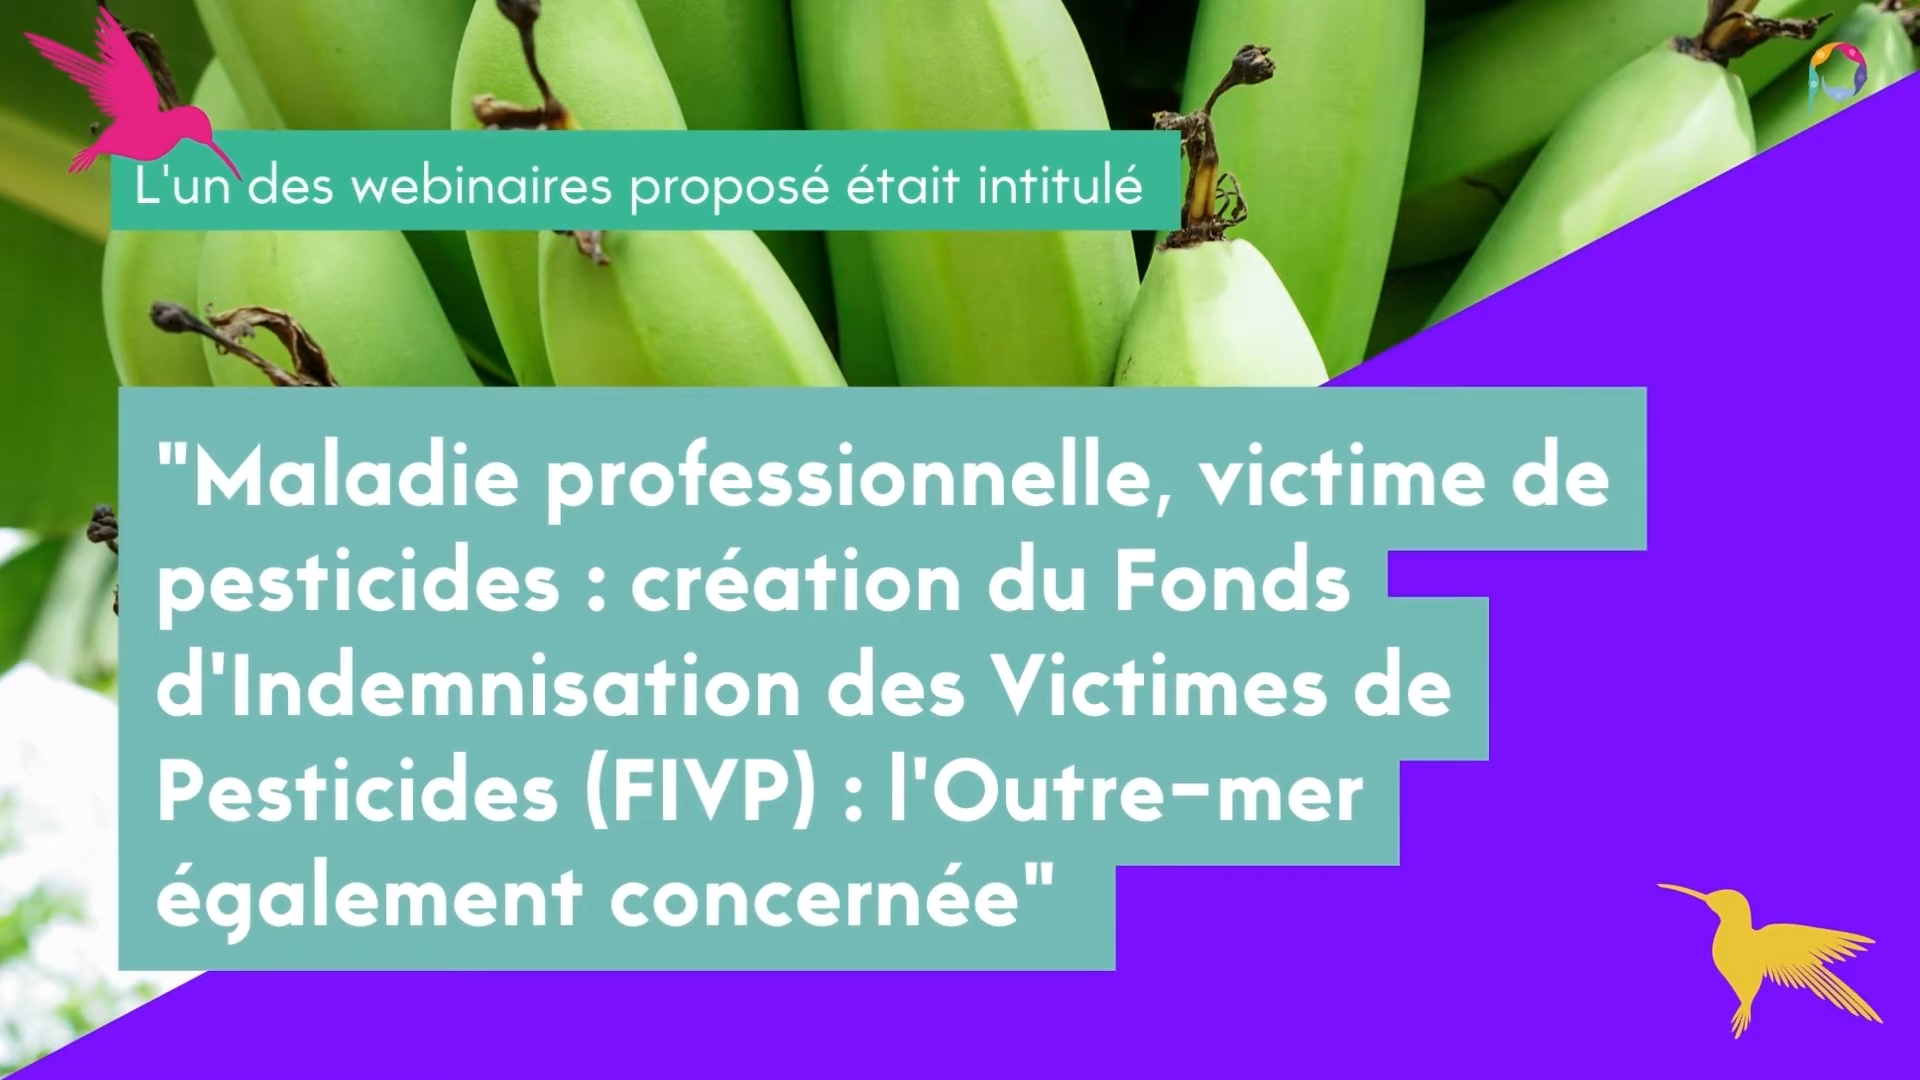 L'un des webinaires proposé était intitulé
"Maladie professionnelle, victime de
pesticides : création du Fonds
d'Indemnisation des Victimes de
Pesticides (FIVP) : l'Outre-mer
également concernée"